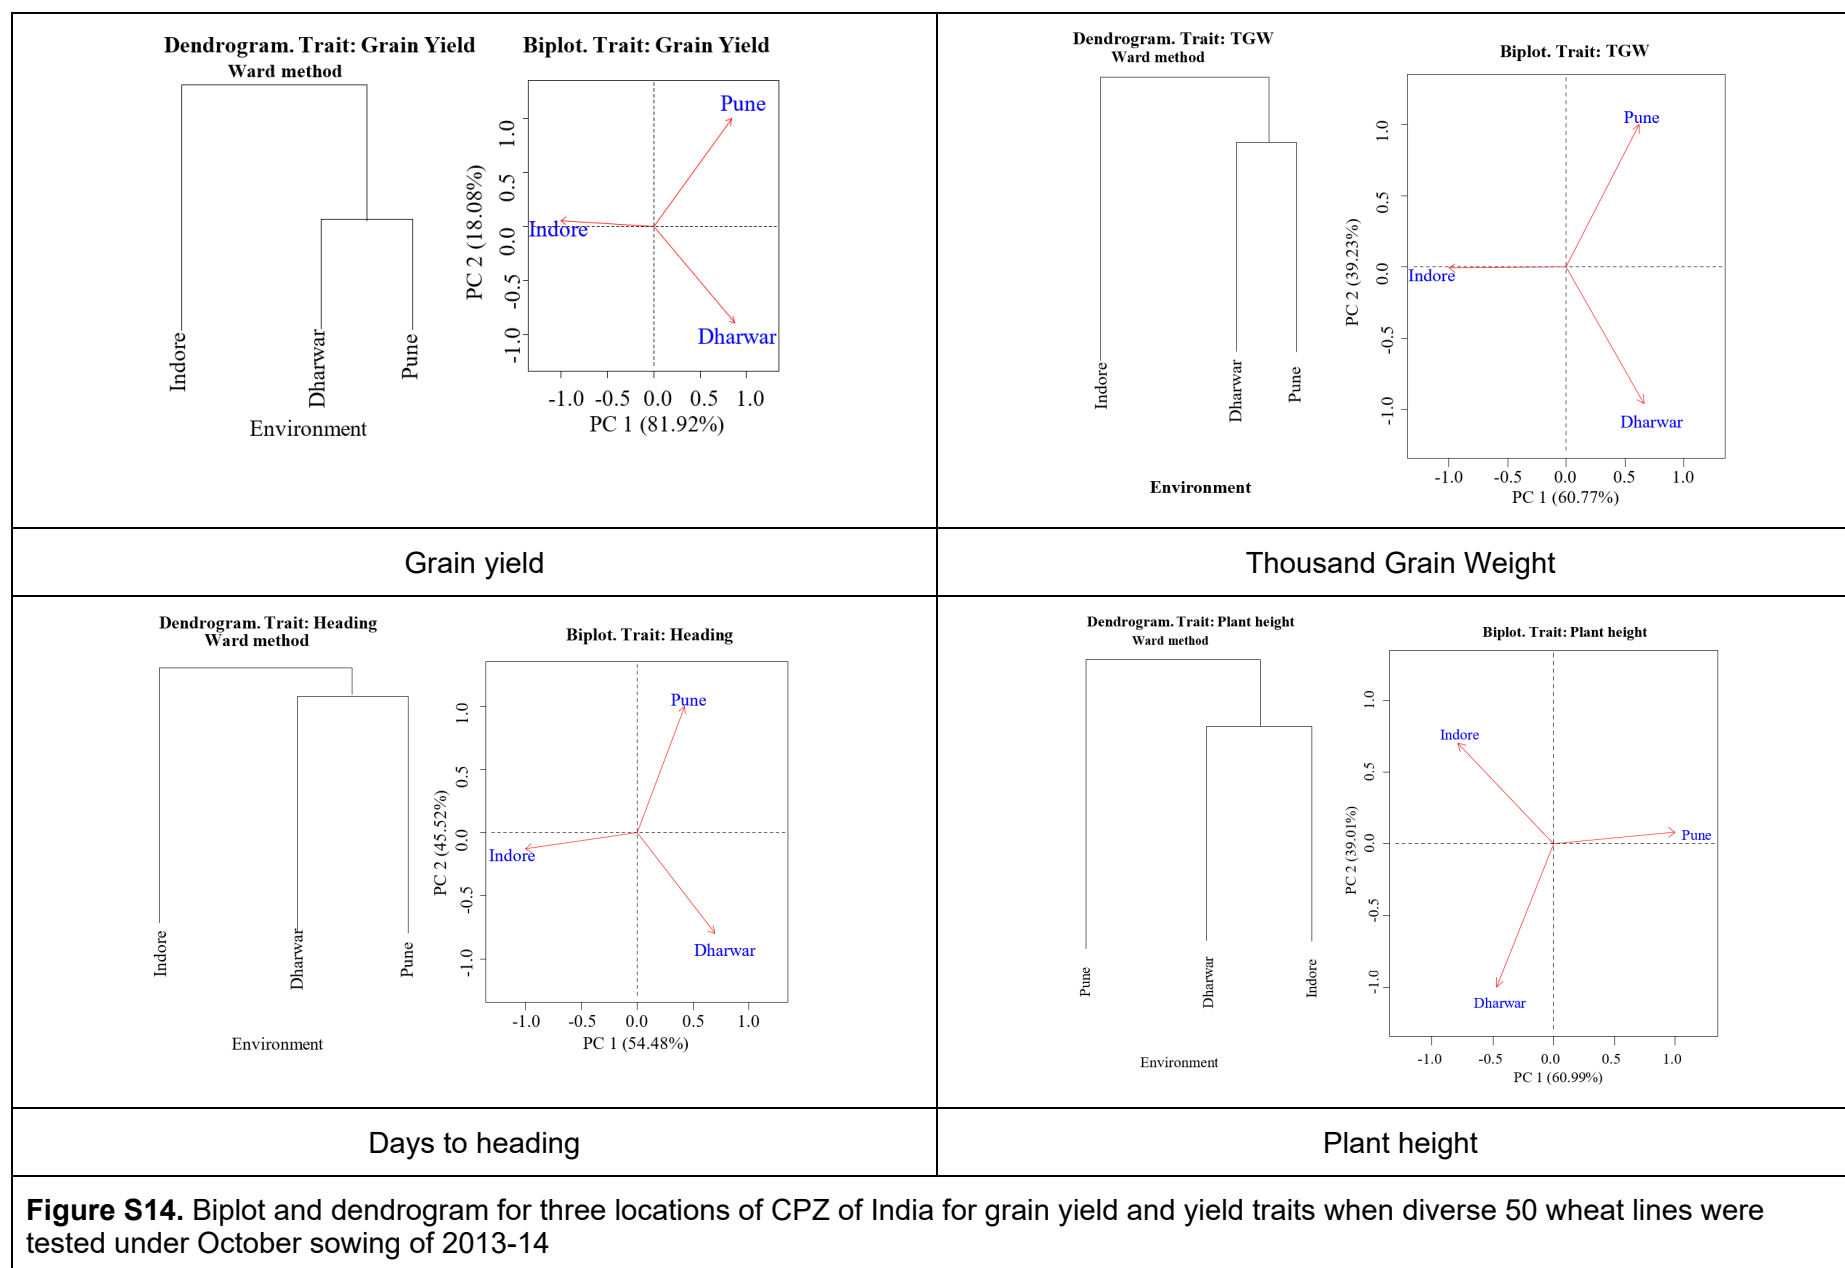 Dendrogram. Trait: Grain Yield
Ward method
Indore
Dharwar
Pune
Environment
Biplot. Trait: Grain Yield
PC 2 (18.08%)
1.0
0.5
0.0
-0.5
-1.0
Pune
Indore
Dharwar
-1.0 -0.5 0.0 0.5 1.0
PC 1 (81.92%)
Dendrogram. Trait: TGW
Ward method
Indore
Dharwar
Pune
Environment
Biplot. Trait: TGW
PC 2 (39.23%)
1.0
0.5
0.0
-0.5
-1.0
Pune
Indore
Dharwar
-1.0 -0.5 0.0 0.5 1.0
PC 1 (60.77%)
Grain yield
Thousand Grain Weight
Dendrogram. Trait: Heading
Ward method
Indore
Dharwar
Pune
Environment
Biplot. Trait: Heading
PC 2 (45.52%)
1.0
0.5
0.0
-0.5
-1.0
Pune
Indore
Dharwar
-1.0 -0.5 0.0 0.5 1.0
PC 1 (54.48%)
Dendrogram. Trait: Plant height
Ward method
Pune
Dharwar
Indore
Environment
Biplot. Trait: Plant height
PC 2 (39.01%)
1.0
0.5
0.0
-0.5
-1.0
Indore
Pune
Dharwar
-1.0 -0.5 0.0 0.5 1.0
PC 1 (60.99%)
Days to heading
Plant height
Figure S14. Biplot and dendrogram for three locations of CPZ of India for grain yield and yield traits when diverse 50 wheat lines were
tested under October sowing of 2013-14